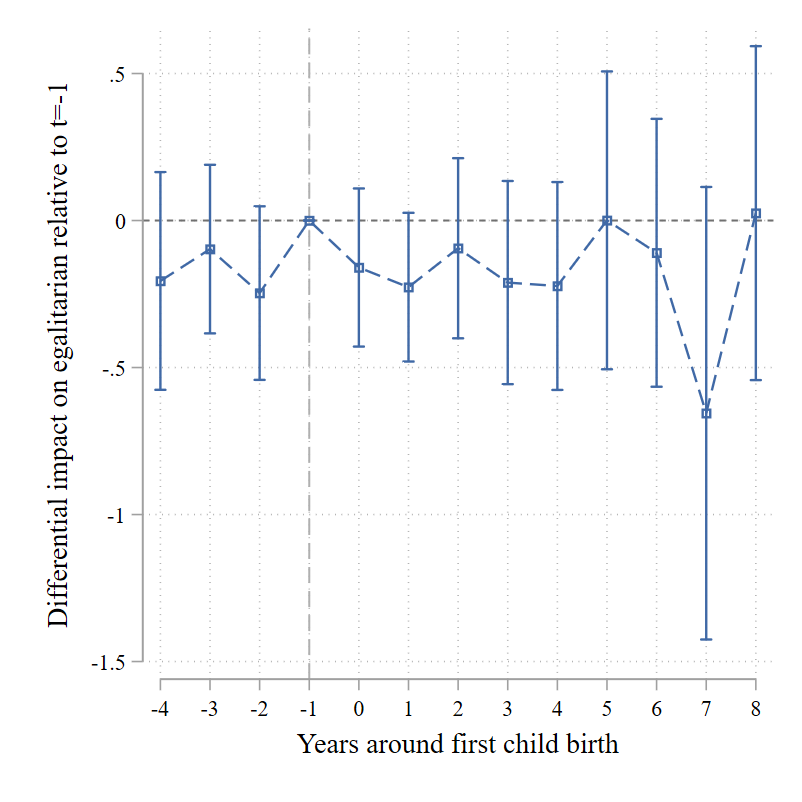 Differential impact on egalitarian relative to t=-1
.5
0
-.5
-1
-1.5
-4 -3 -2 -1 0 1 2 3 4 5 6 7 8
Years around first child birth